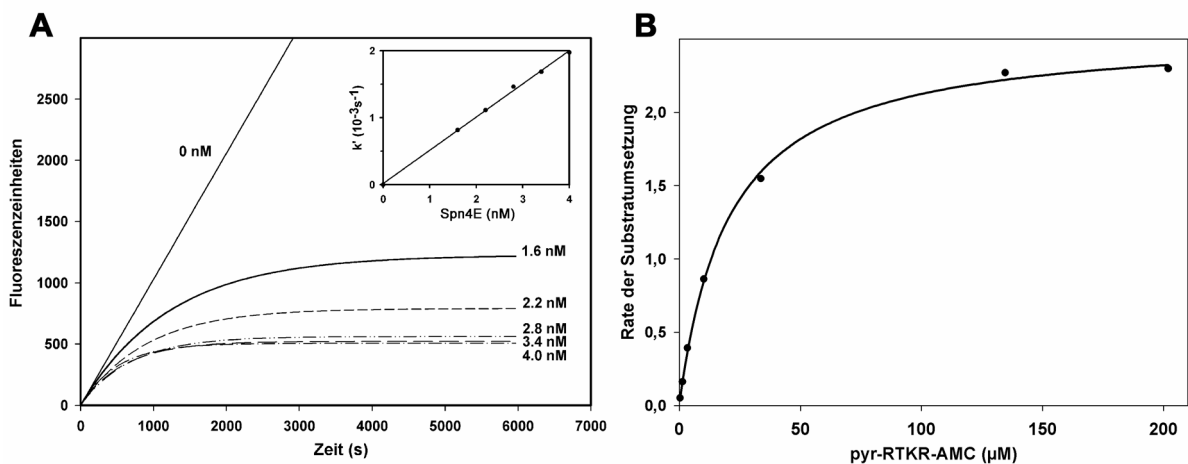 A
Fluoreszenzeinheiten
2500
2000
1500
1000
500
0
0 nM
1.6 nM
2.2 nM
2.8 nM
3.4 nM
4.0 nM
0 1000 2000 3000 4000 5000 6000 7000
Zeit (s)
k' (10⁻³s⁻¹)
2
1
0
0 1 2 3 4
Spn4E (nM)
B
Rate der Substratumsetzung
2,0
1,5
1,0
0,5
0,0
0 50 100 150 200
pyr-RTKR-AMC (µM)